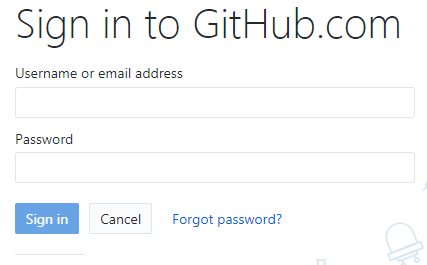 Sign in to GitHub.com
Username or email address
Password
Sign in Cancel Forgot password?